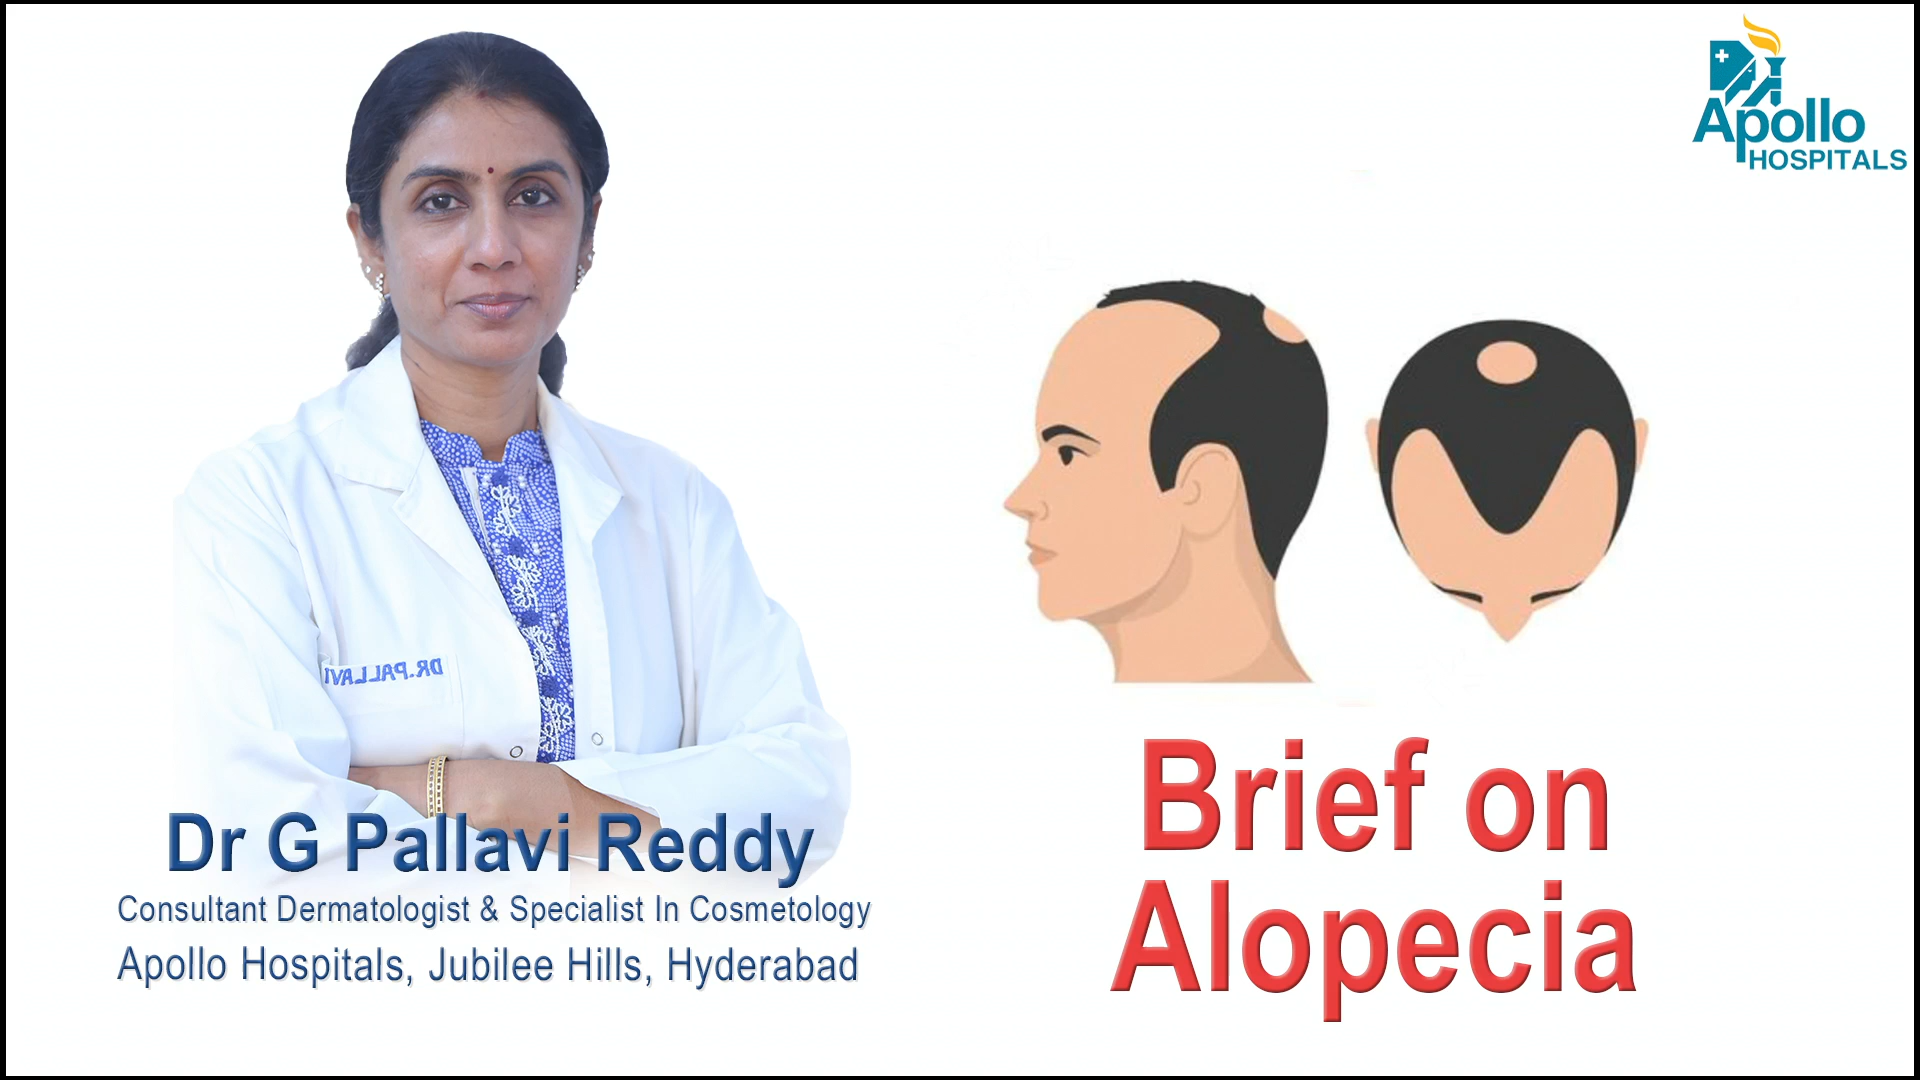 Apollo
HOSPITALS
DR.PALLAVI
Dr G Pallavi Reddy
Consultant Dermatologist & Specialist In Cosmetology
Apollo Hospitals, Jubilee Hills, Hyderabad
Brief on
Alopecia